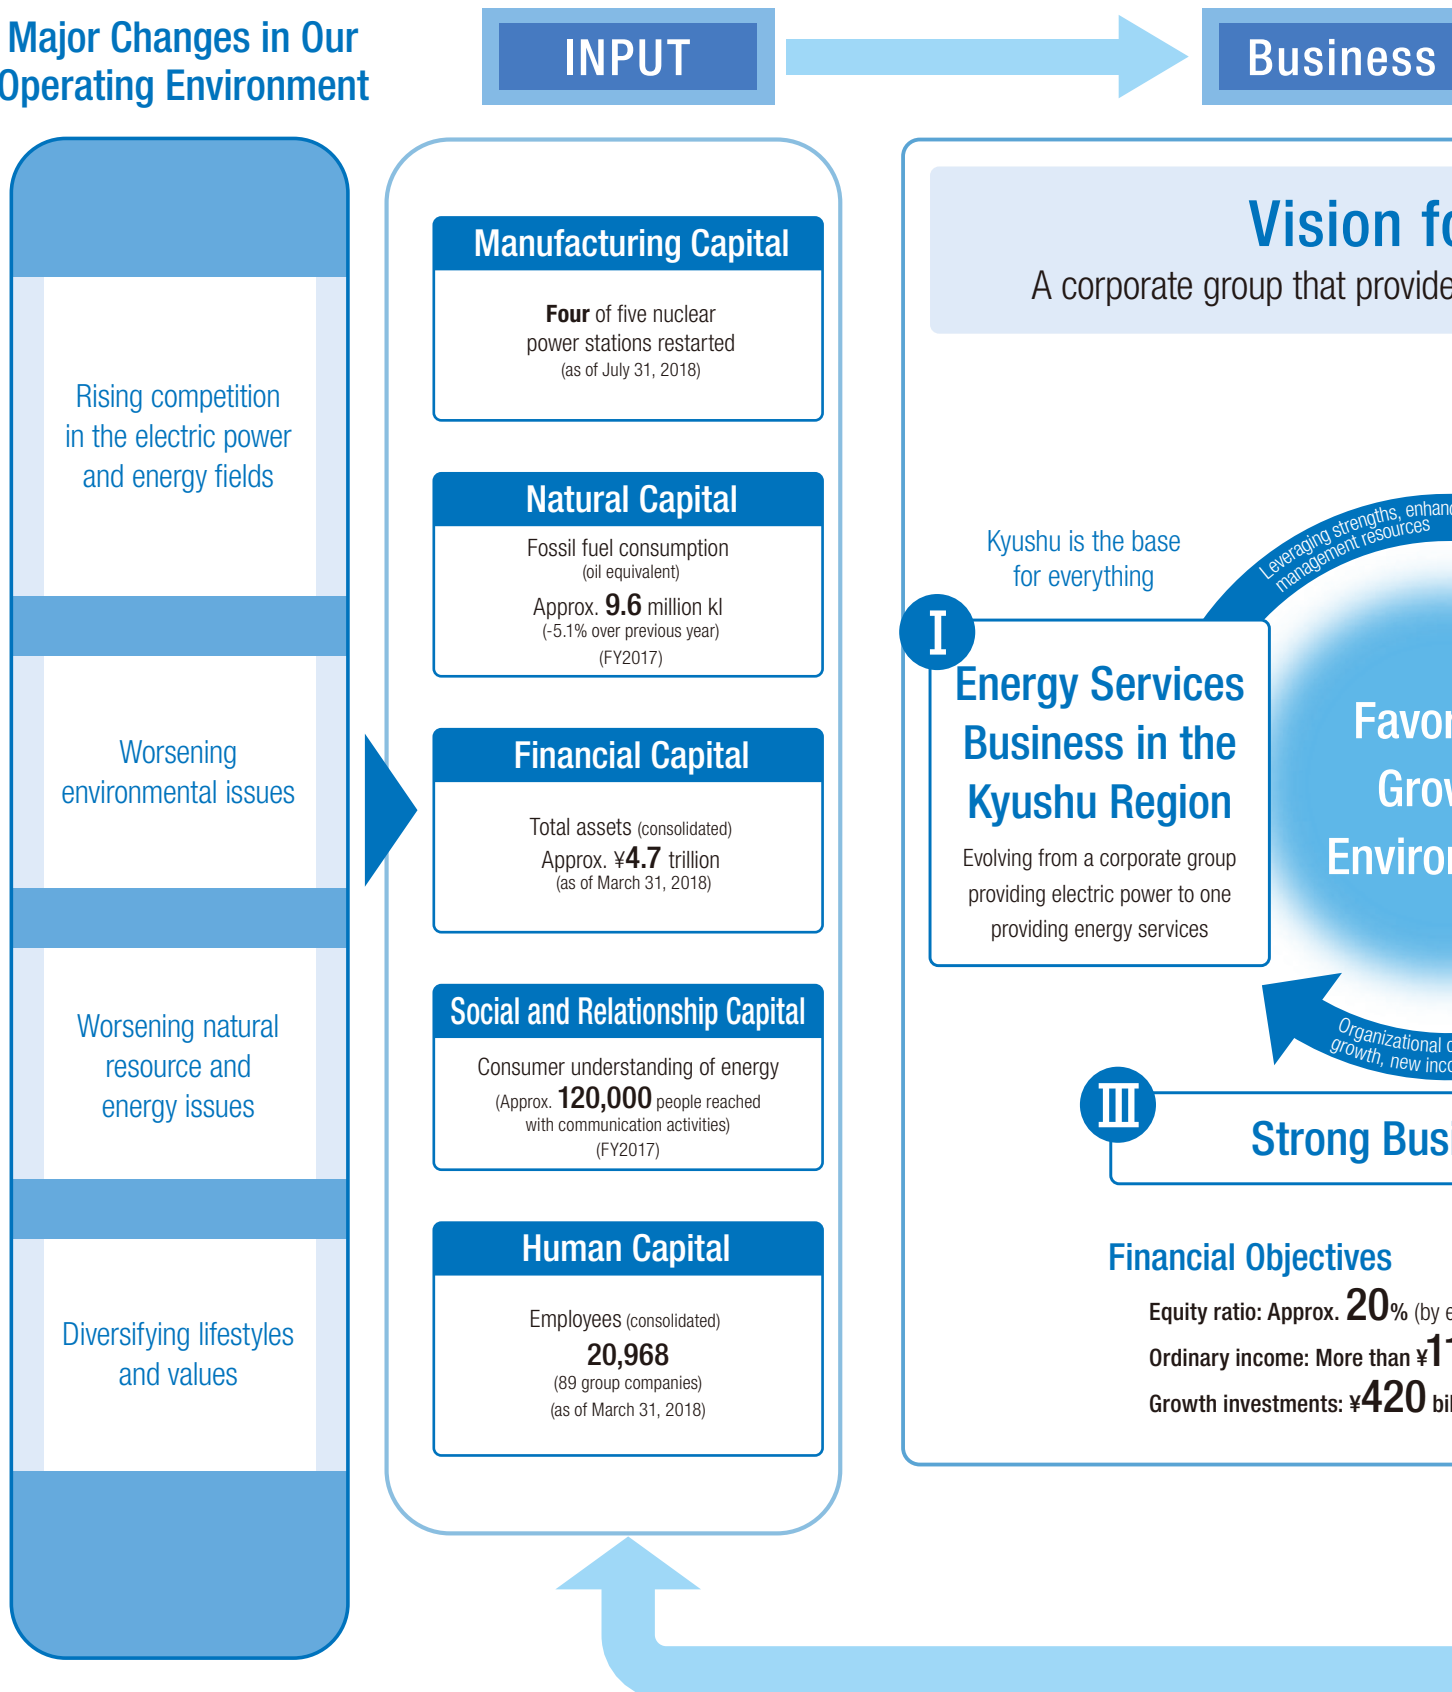 Major Changes in Our
Operating Environment
Rising competition
in the electric power
and energy fields
Worsening
environmental issues
Worsening natural
resource and
energy issues
Diversifying lifestyles
and values
INPUT
Manufacturing Capital
Four of five nuclear
power stations restarted
(as of July 31, 2018)
Natural Capital
Fossil fuel consumption
(oil equivalent)
Approx. 9.6 million kl
(-5.1% over previous year)
(FY2017)
Financial Capital
Total assets (consolidated)
Approx. ¥4.7 trillion
(as of March 31, 2018)
Social and Relationship Capital
Consumer understanding of energy
(Approx. 120,000 people reached
with communication activities)
(FY2017)
Human Capital
Employees (consolidated)
20,968
(89 group companies)
(as of March 31, 2018)
Business
Vision
A corporate group that
Kyushu is the base
for everything
Leveraging strengths,
management resources
I
Energy Services
Business in the
Kyushu Region
Evolving from a corporate group
providing electric power to one
providing energy services
Organizational
growth, new
III
Strong
Financial Objectives
Equity ratio: Approx. 20% (by
Ordinary income: More than ¥
Growth investments: ¥420